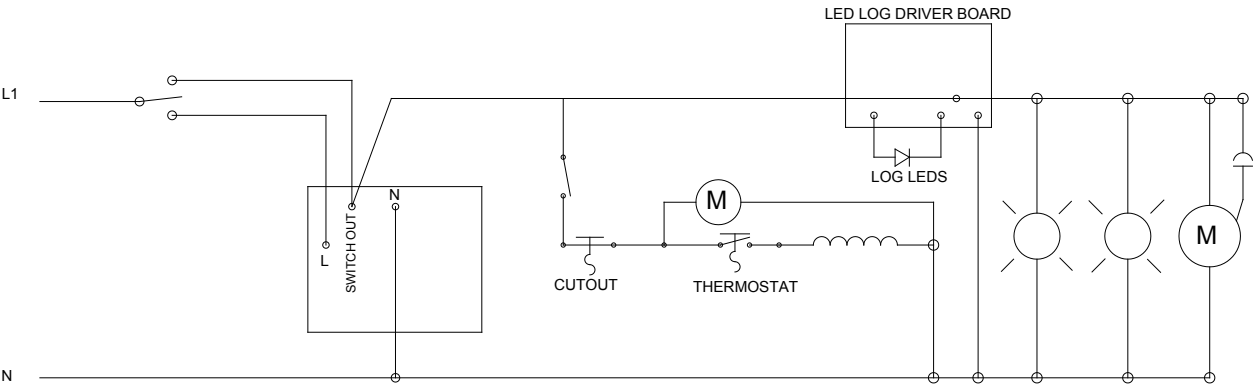 LED LOG DRIVER BOARD
L1
LOG LEDS
N
M
SWITCH OUT
L
M
CUTOUT
THERMOSTAT
N